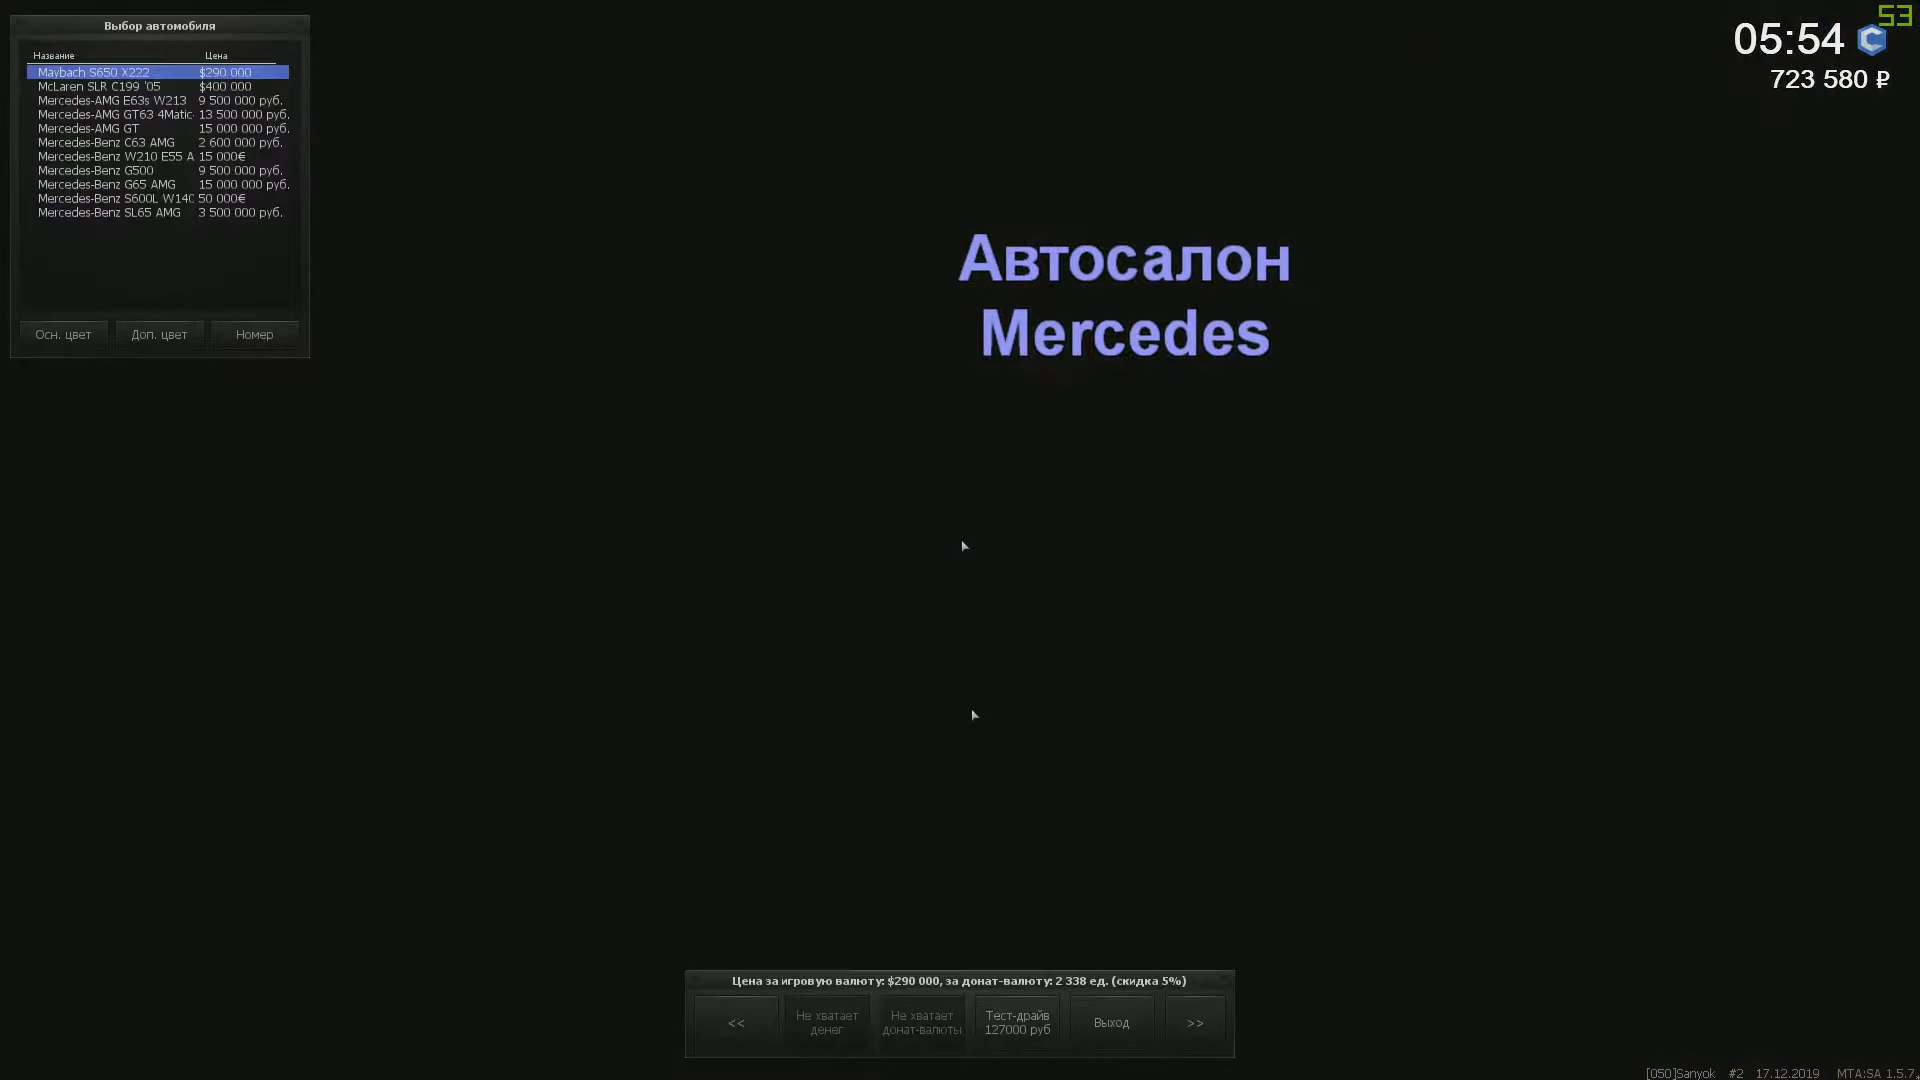 Выбор автомобиля
Название Цена
Maybach S650 X222 $290 000
McLaren SLR C199 '05 $400 000
Mercedes-AMG E63s W213 9 500 000 руб.
Mercedes-AMG GT63 4Matic- 13 500 000 руб.
Mercedes-AMG GT 15 000 000 руб.
Mercedes-Benz C63 AMG 2 600 000 руб.
Mercedes-Benz W210 E55 A 15 000€
Mercedes-Benz G500 9 500 000 руб.
Mercedes-Benz G65 AMG 15 000 000 руб.
Mercedes-Benz S600L W140 50 000€
Mercedes-Benz SL65 AMG 3 500 000 руб.
Осн. цвет Доп. цвет Номер
53
05:54 C
723 580 ₽
Автосалон
Mercedes
Цена за игровую валюту: $290 000, за донат-валюту: 2 338 ед. (скидка 5%)
<<
Не хватает
денег
Не хватает
донат-валюты
Тест-драйв
127000 руб
Выход
>>
[050]Sanyok #2 17.12.2019 MTA:SA 1.5.7